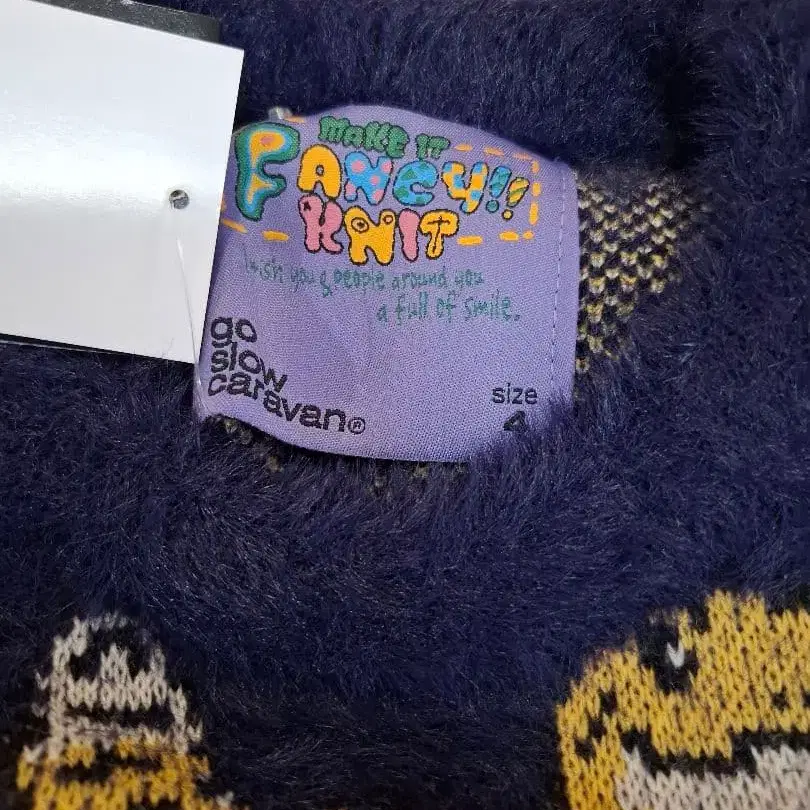 MAKE IT
FANCY!!
KNIT
wish you & people around you
a full of smile.
go
slow
caravan®
size
4